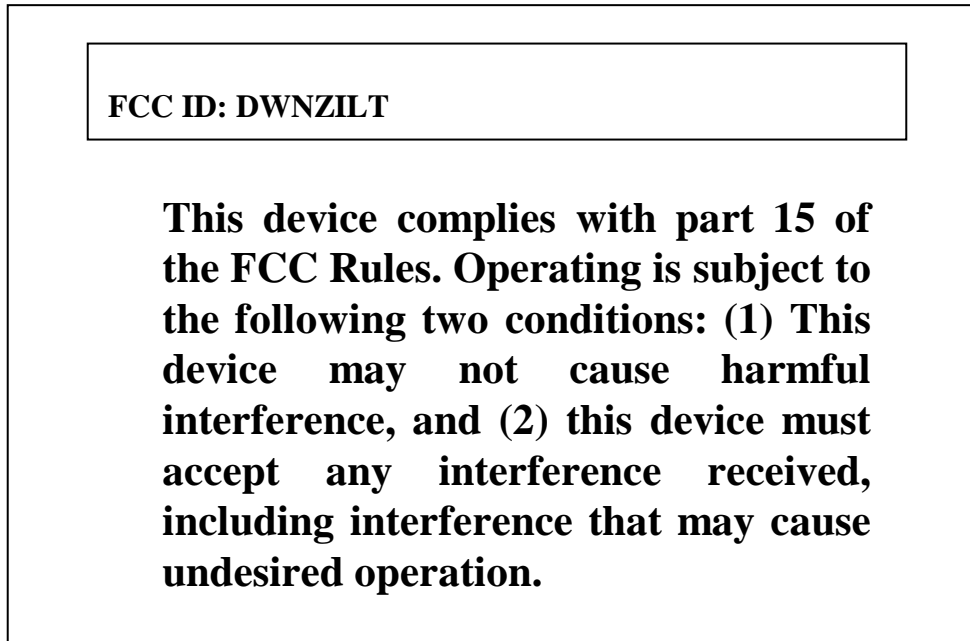 FCC ID: DWNZILT
This device complies with part 15 of
the FCC Rules. Operating is subject to
the following two conditions: (1) This
device may not cause harmful
interference, and (2) this device must
accept any interference received,
including interference that may cause
undesired operation.